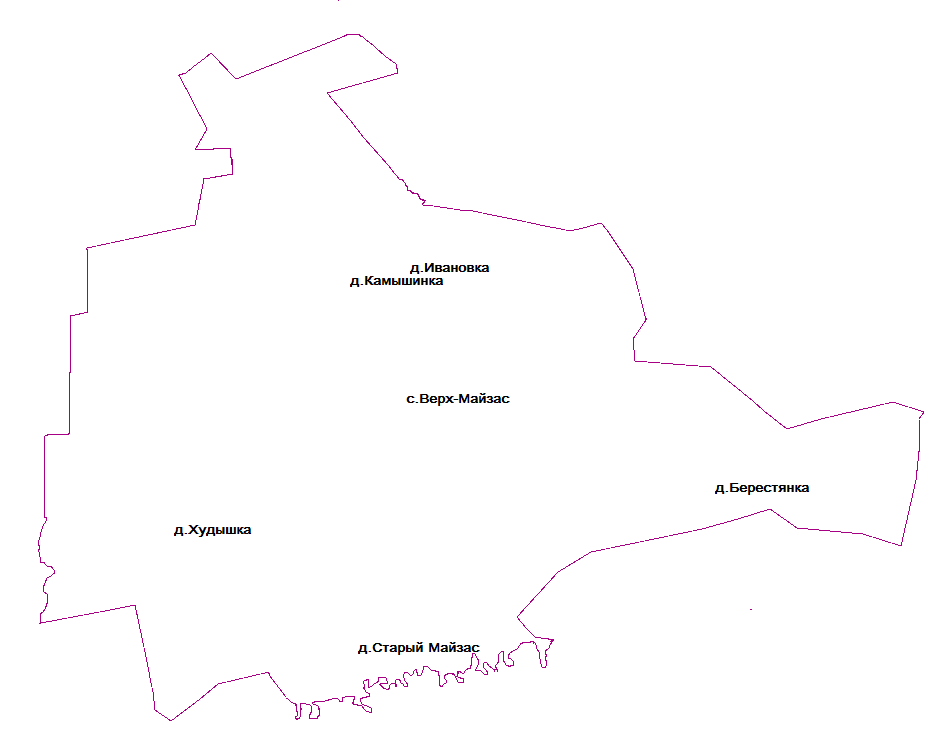 д.Ивановка
д.Камышинка
с.Верх-Майзас
д.Берестянка
д.Худышка
д.Старый Майзас